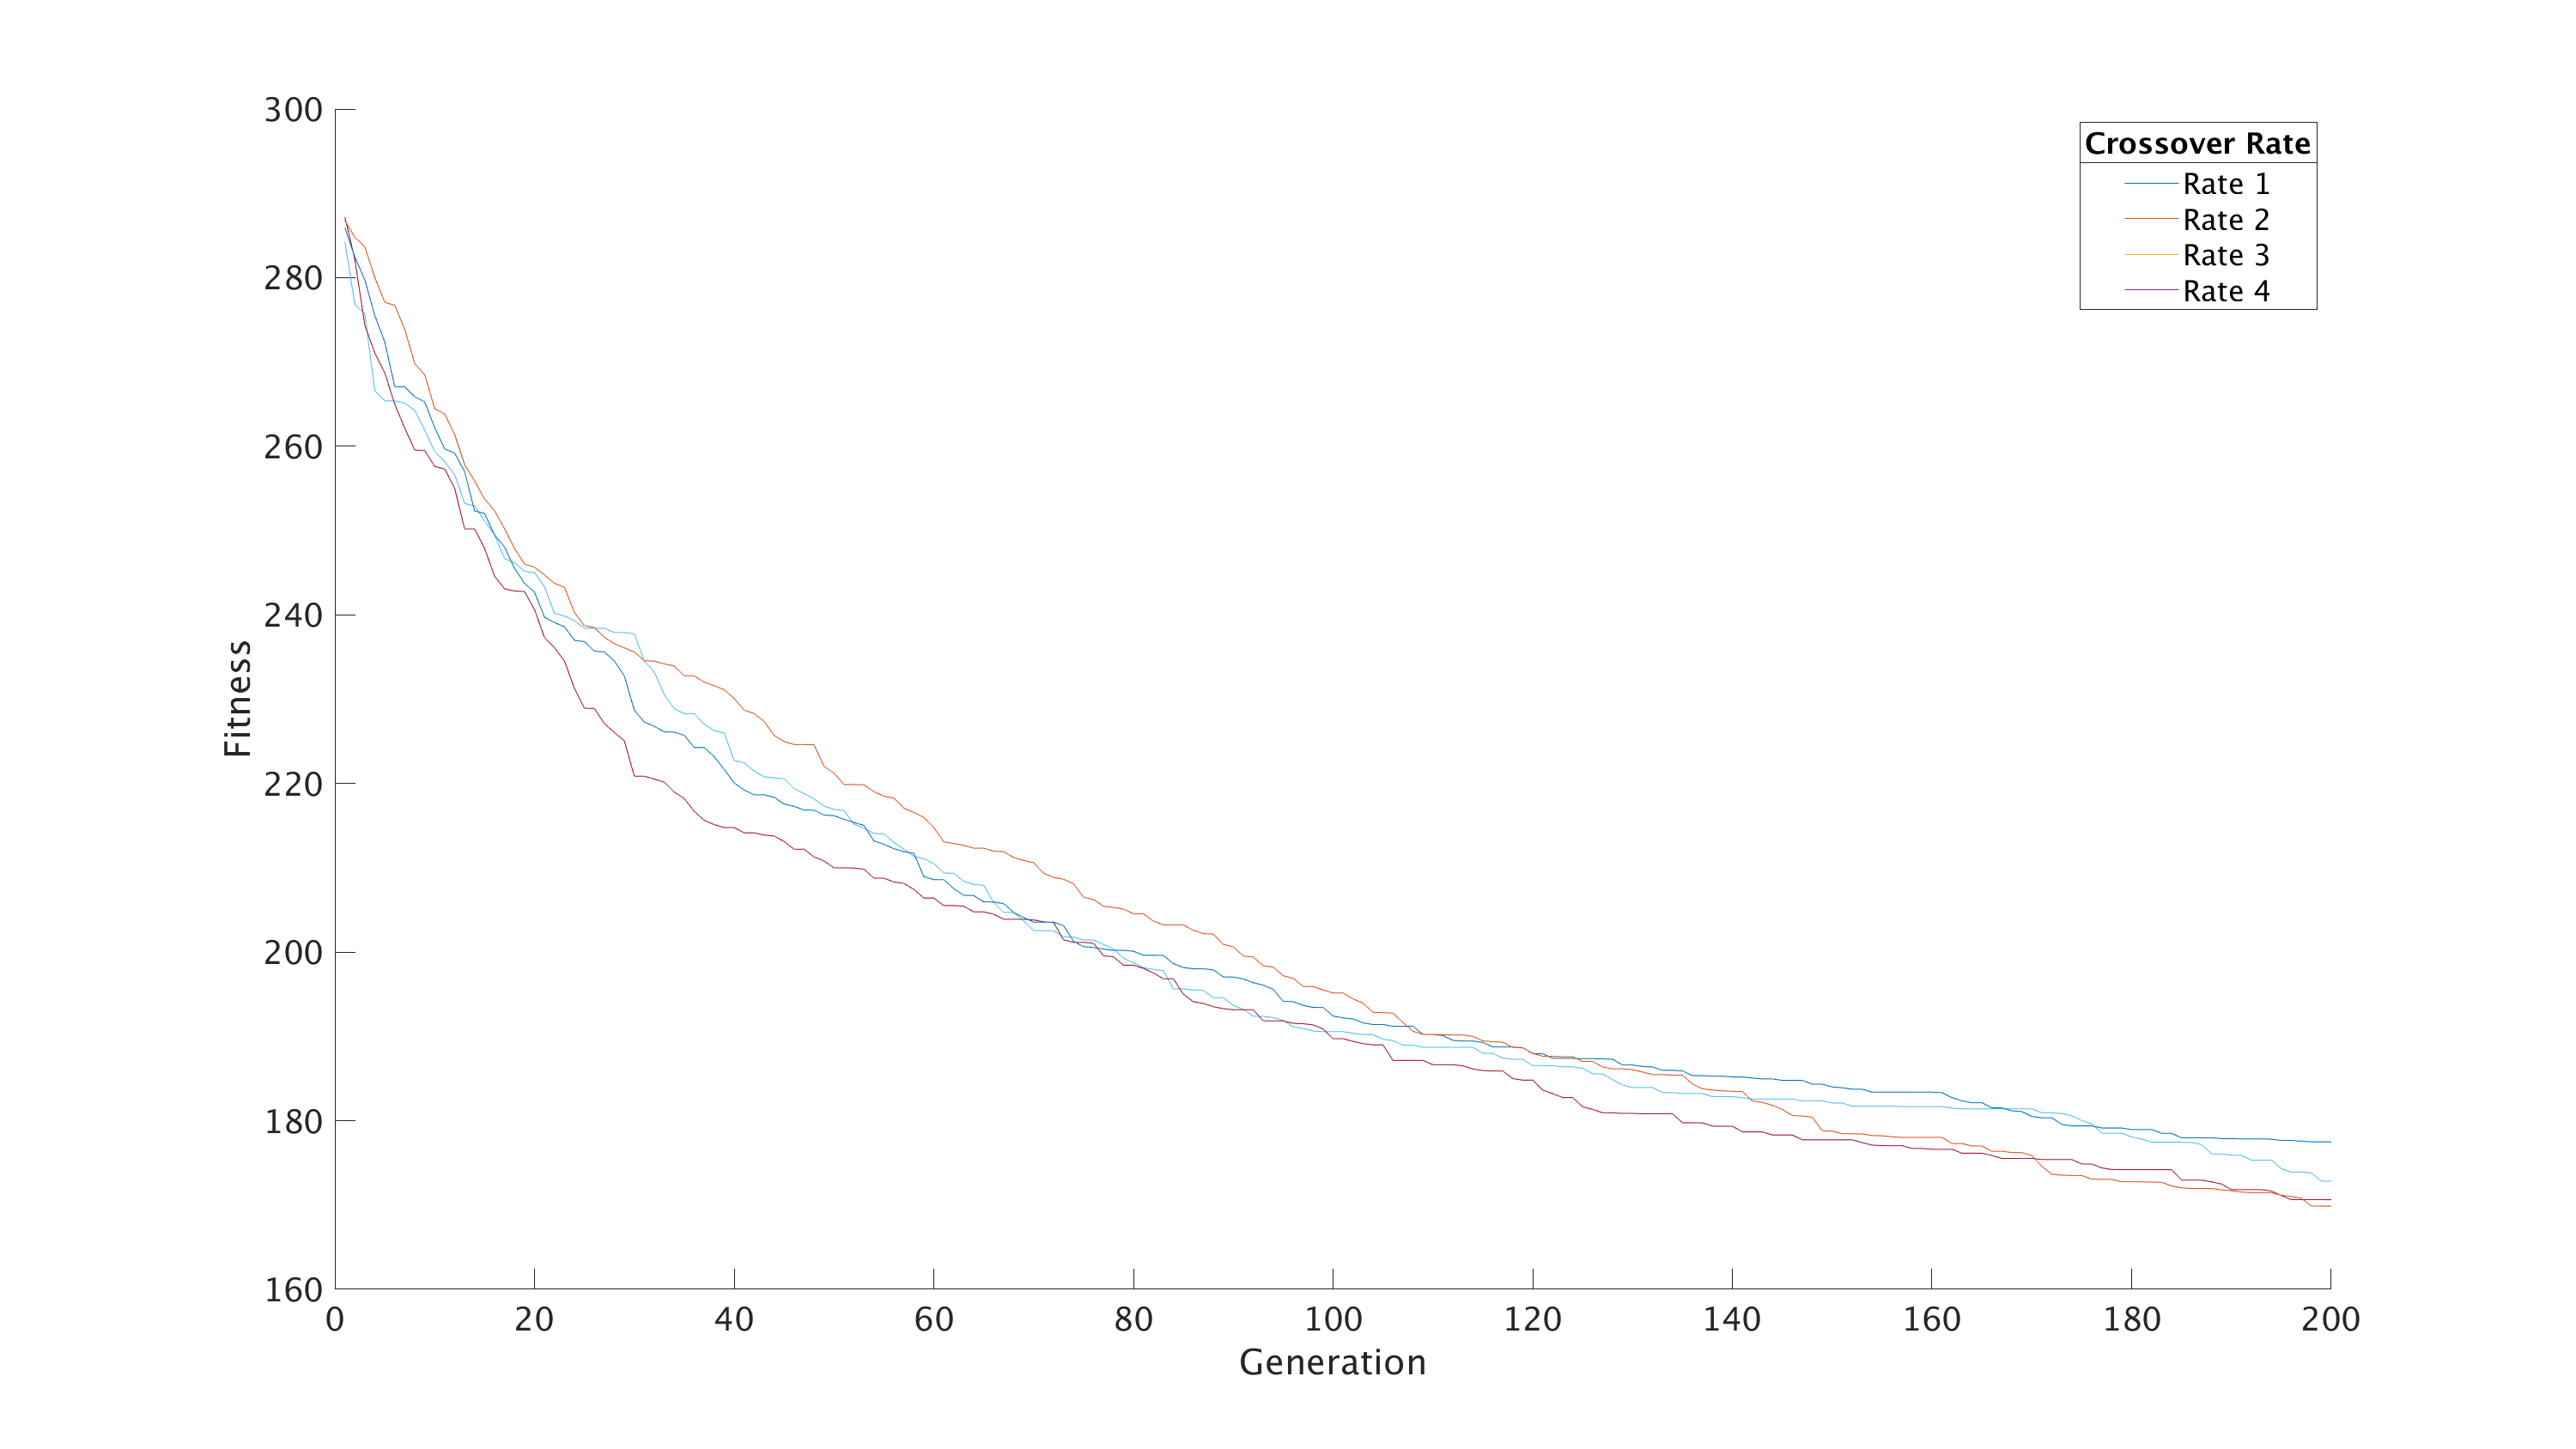 300
280
260
240
220
200
180
160
Fitness
0 20 40 60 80 100 120 140 160 180 200
Generation
Crossover Rate
Rate 1
Rate 2
Rate 3
Rate 4